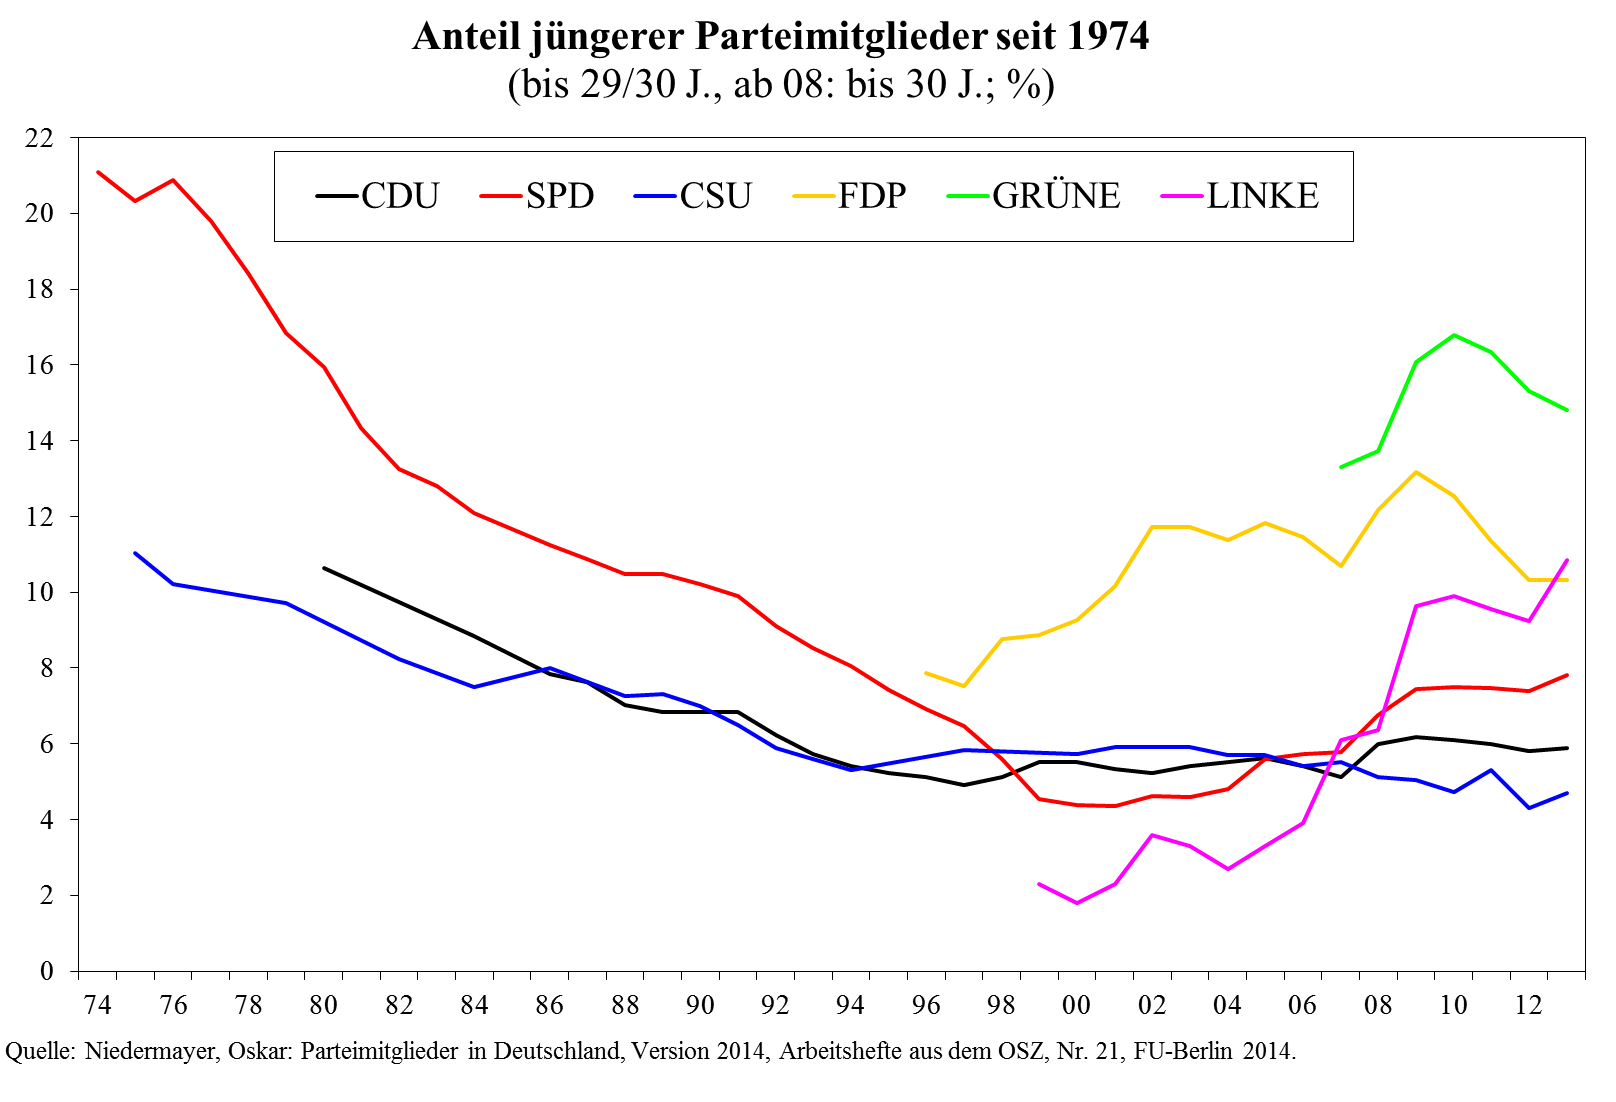 Anteil jüngerer Parteimitglieder seit 1974
(bis 29/30 J., ab 08: bis 30 J.; %)
22
CDU SPD CSU FDP GRÜNE LINKE
20
18
16
14
12
10
8
6
4
2
0
74 76 78 80 82 84 86 88 90 92 94 96 98 00 02 04 06 08 10 12
Quelle: Niedermayer, Oskar: Parteimitglieder in Deutschland, Version 2014, Arbeitshefte aus dem OSZ, Nr. 21, FU-Berlin 2014.